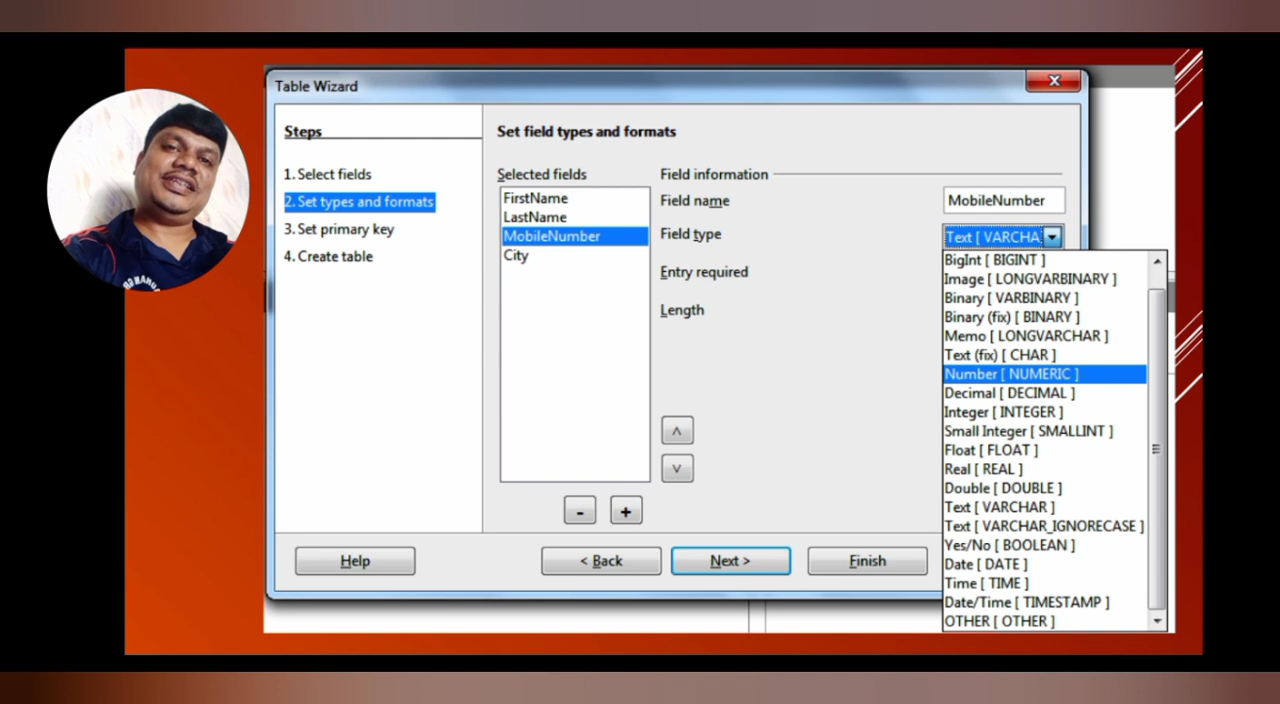 Table Wizard
Steps
1. Select fields
2. Set types and formats
3. Set primary key
4. Create table
Set field types and formats
Selected fields
FirstName
LastName
MobileNumber
City
-
+
Field information
Field name
MobileNumber
Field type
Text [ VARCHA
Entry required
Length
BigInt [ BIGINT ]
Image [ LONGVARBINARY ]
Binary [ VARBINARY ]
Binary (fix) [ BINARY ]
Memo [ LONGVARCHAR ]
Text (fix) [ CHAR ]
Number [ NUMERIC ]
Decimal [ DECIMAL ]
Integer [ INTEGER ]
Small Integer [ SMALLINT ]
Float [ FLOAT ]
Real [ REAL ]
Double [ DOUBLE ]
Text [ VARCHAR ]
Text [ VARCHAR_IGNORECASE ]
Yes/No [ BOOLEAN ]
Date [ DATE ]
Time [ TIME ]
Date/Time [ TIMESTAMP ]
OTHER [ OTHER ]
Help
< Back
Next >
Finish